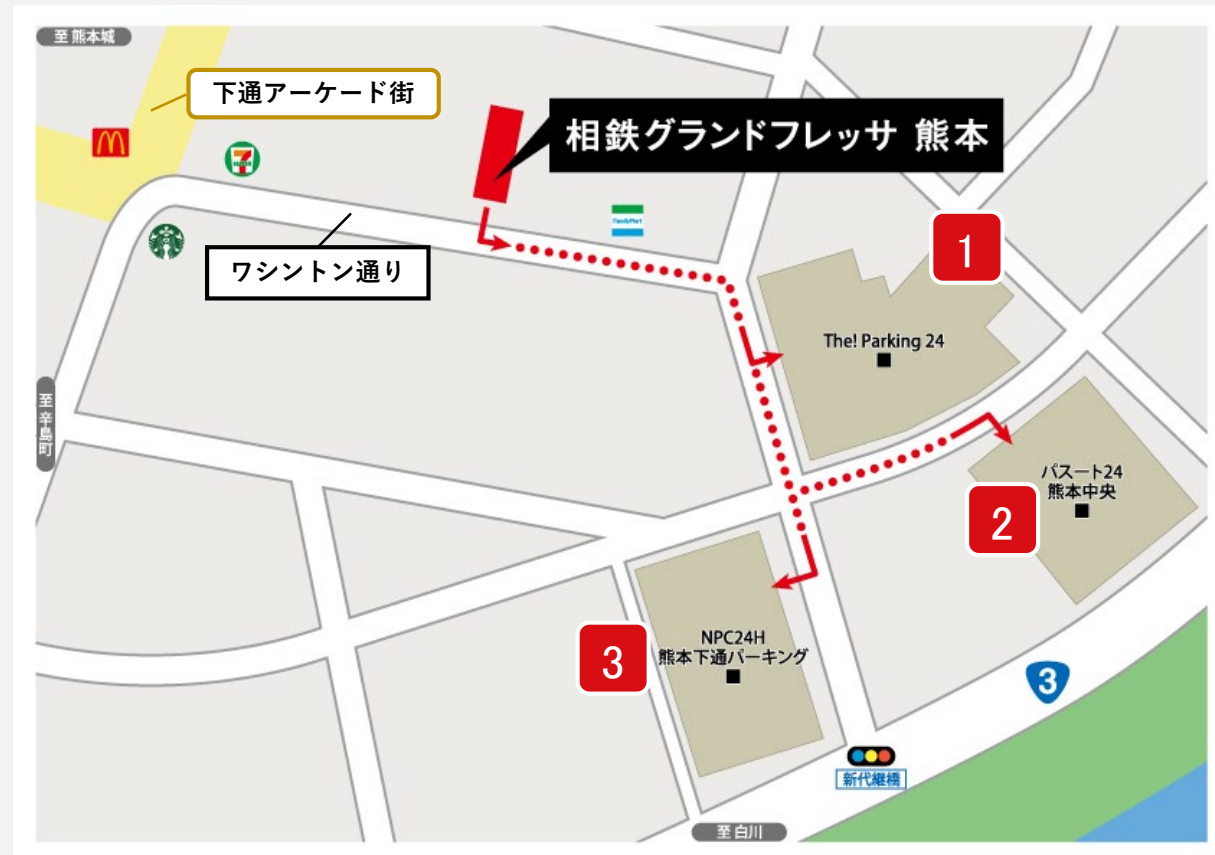 至 熊本城
下通アーケード街
相鉄グランドフレッサ 熊本
FamilyMart
ワシントン通り
1
The! Parking 24
至 辛島町
パスート24
熊本中央
2
NPC24H
熊本下通パーキング
3
3
新代継橋
至 白川